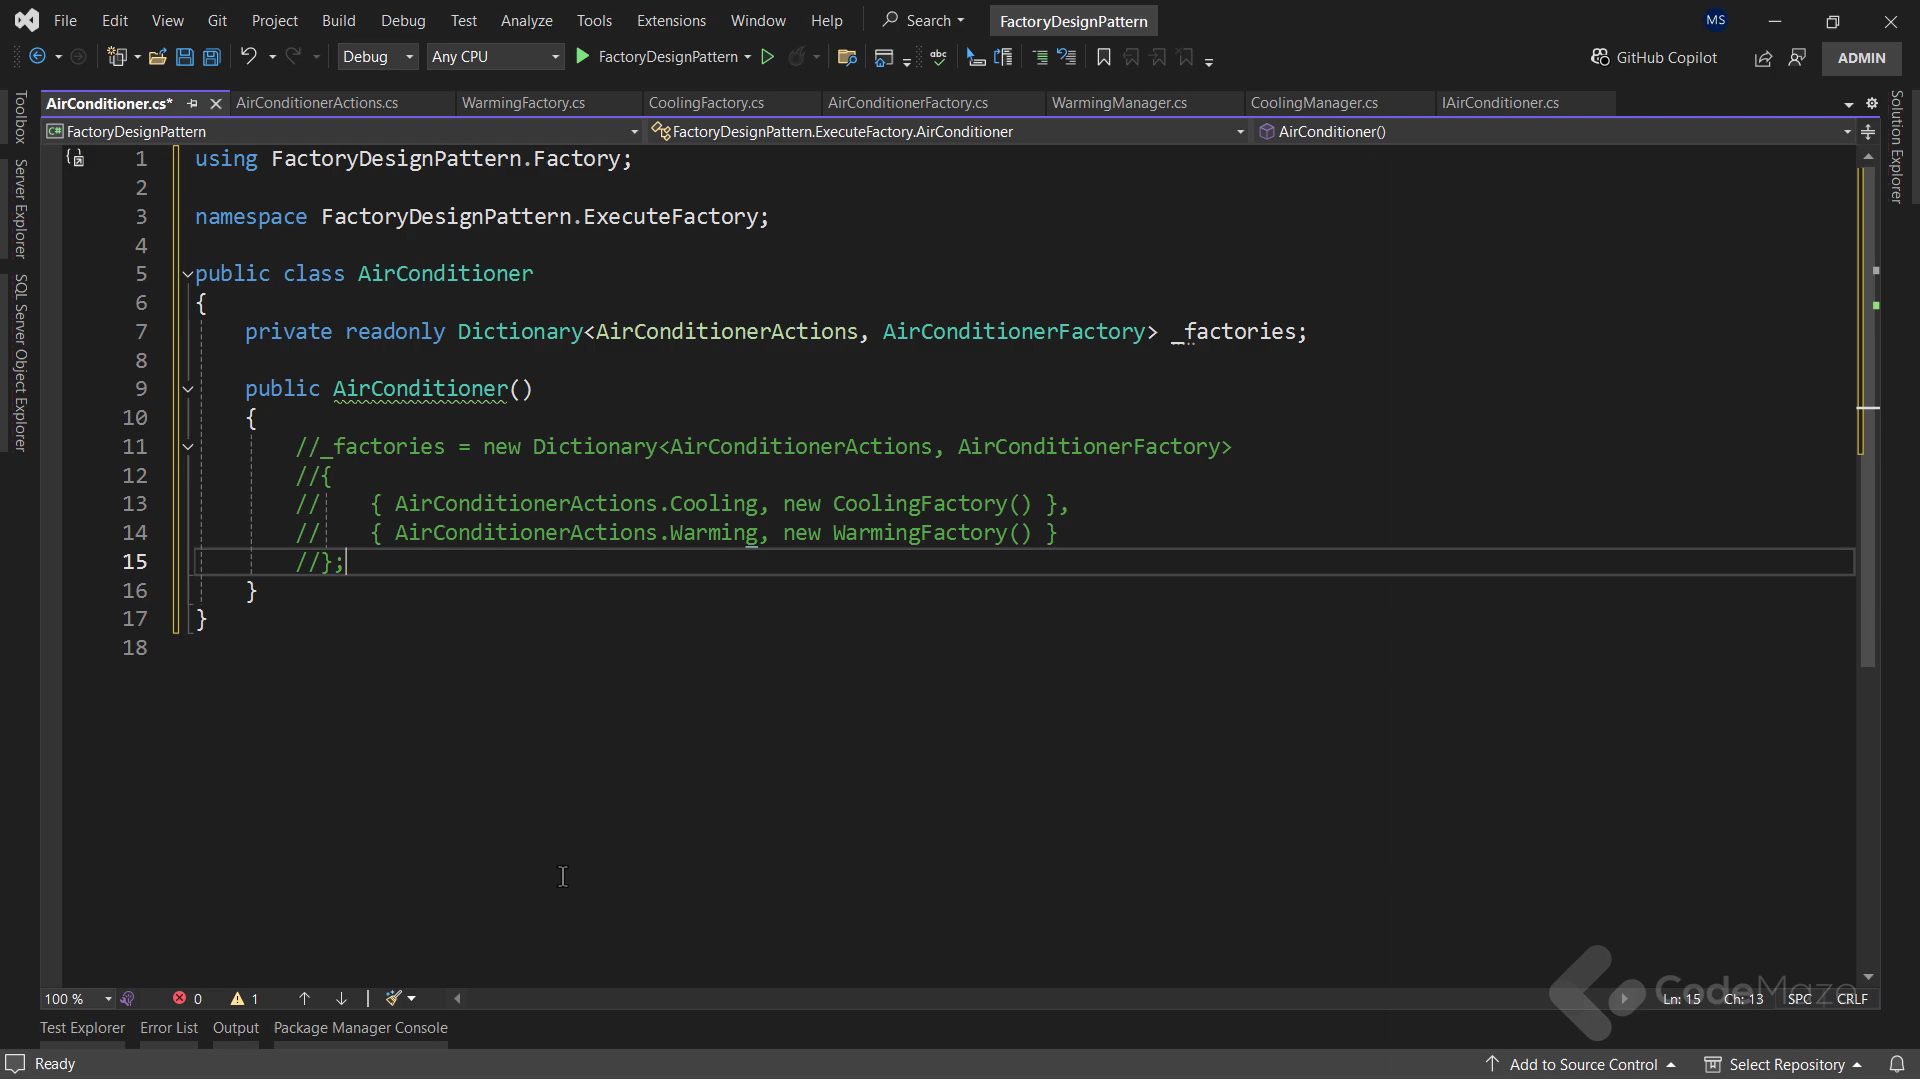 File Edit View Git Project Build Debug Test Analyze Tools Extensions Window Help Search FactoryDesignPattern MS
Debug Any CPU FactoryDesignPattern GitHub Copilot ADMIN
AirConditioner.cs* AirConditionerActions.cs WarmingFactory.cs CoolingFactory.cs AirConditionerFactory.cs WarmingManager.cs CoolingManager.cs IAirConditioner.cs
FactoryDesignPattern FactoryDesignPattern.ExecuteFactory.AirConditioner AirConditioner()
Toolbox
Server Explorer
SQL Server Object Explorer
Solution Explorer
1 using FactoryDesignPattern.Factory;
2
3 namespace FactoryDesignPattern.ExecuteFactory;
4
5 public class AirConditioner
6 {
7 private readonly Dictionary<AirConditionerActions, AirConditionerFactory> _factories;
8
9 public AirConditioner()
10 {
11 //_factories = new Dictionary<AirConditionerActions, AirConditionerFactory>
12 //{
13 // { AirConditionerActions.Cooling, new CoolingFactory() },
14 // { AirConditionerActions.Warming, new WarmingFactory() }
15 //};
16 }
17 }
18
CodeMaze
100 % 0 1 Ln: 15 Ch: 13 SPC CRLF
Test Explorer Error List Output Package Manager Console
Ready Add to Source Control Select Repository